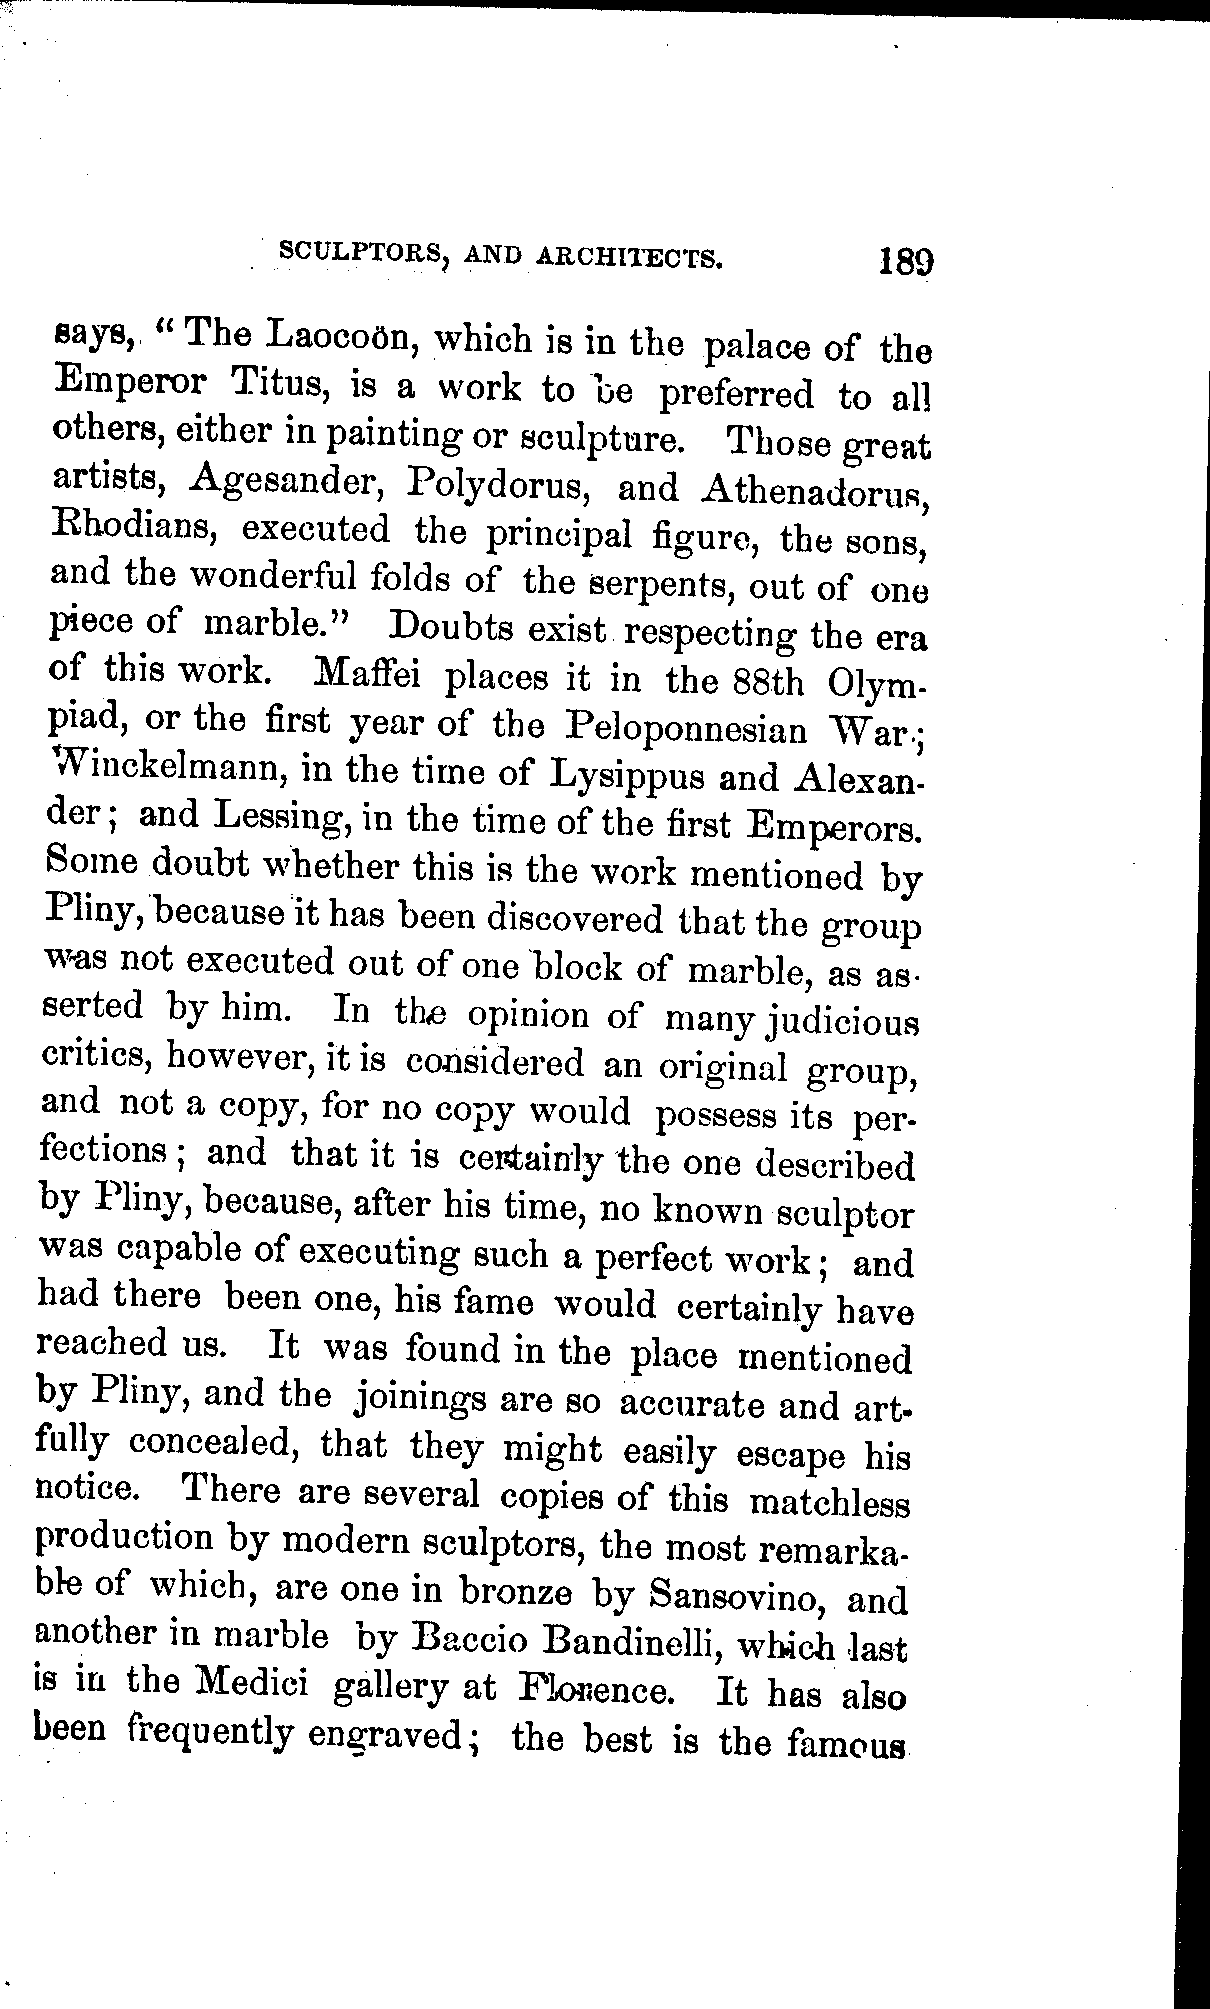 SCULPTORS, AND ARCHITECTS. 189
says, “ The Laocoön, which is in the palace of the
Emperor Titus, is a work to be preferred to all
others, either in painting or sculpture. Those great
artists, Agesander, Polydorus, and Athenadorus,
Rhodians, executed the principal figure, the sons,
and the wonderful folds of the serpents, out of one
piece of marble.” Doubts exist respecting the era
of this work. Maffei places it in the 88th Olym-
piad, or the first year of the Peloponnesian War;
Winckelmann, in the time of Lysippus and Alexan-
der; and Lessing, in the time of the first Emperors.
Some doubt whether this is the work mentioned by
Pliny, because it has been discovered that the group
was not executed out of one block of marble, as as-
serted by him. In the opinion of many judicious
critics, however, it is considered an original group,
and not a copy, for no copy would possess its per-
fections; and that it is certainly the one described
by Pliny, because, after his time, no known sculptor
was capable of executing such a perfect work; and
had there been one, his fame would certainly have
reached us. It was found in the place mentioned
by Pliny, and the joinings are so accurate and art-
fully concealed, that they might easily escape his
notice. There are several copies of this matchless
production by modern sculptors, the most remarka-
ble of which, are one in bronze by Sansovino, and
another in marble by Baccio Bandinelli, which last
is in the Medici gallery at Florence. It has also
been frequently engraved; the best is the famous